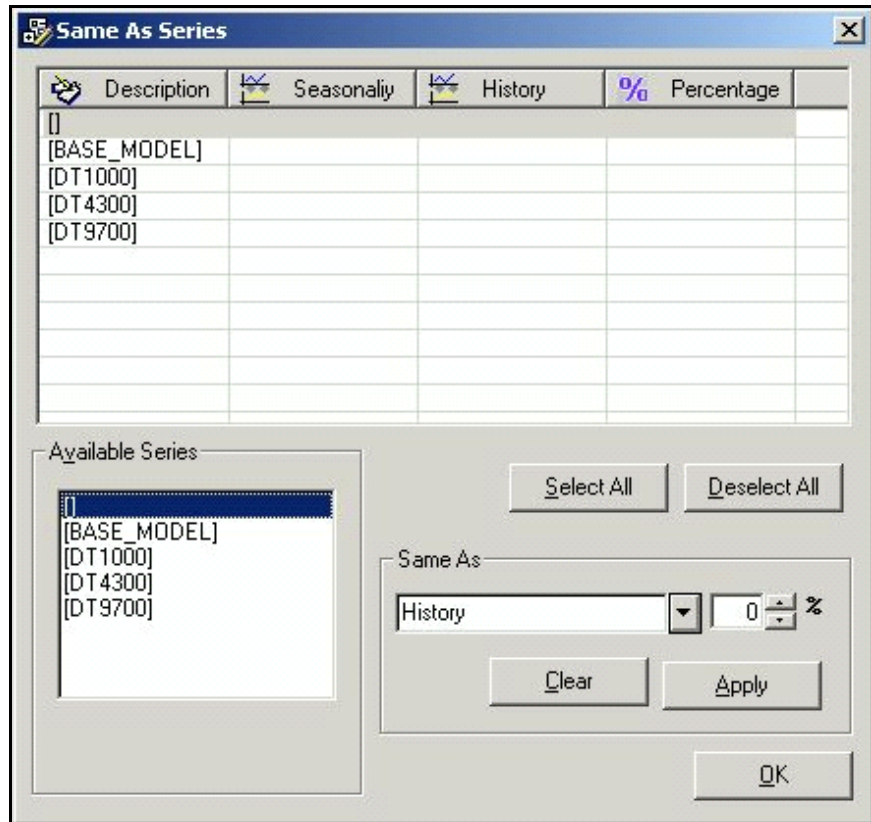 Same As Series
Description Seasonaliy History % Percentage
[]
[BASE_MODEL]
[DT1000]
[DT4300]
[DT9700]
Available Series
[]
[BASE_MODEL]
[DT1000]
[DT4300]
[DT9700]
Select All Deselect All
Same As
History 0 %
Clear Apply
OK